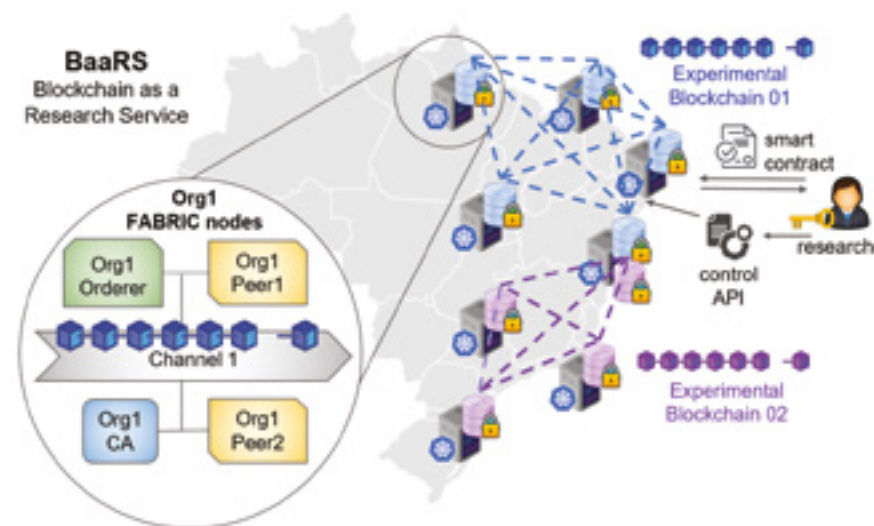 BaaRS
Blockchain as a
Research Service
Experimental
Blockchain 01
smart
contract
research
control
API
Org1
FABRIC nodes
Org1
Orderer
Org1
Peer1
Channel 1
Org1
CA
Org1
Peer2
Experimental
Blockchain 02